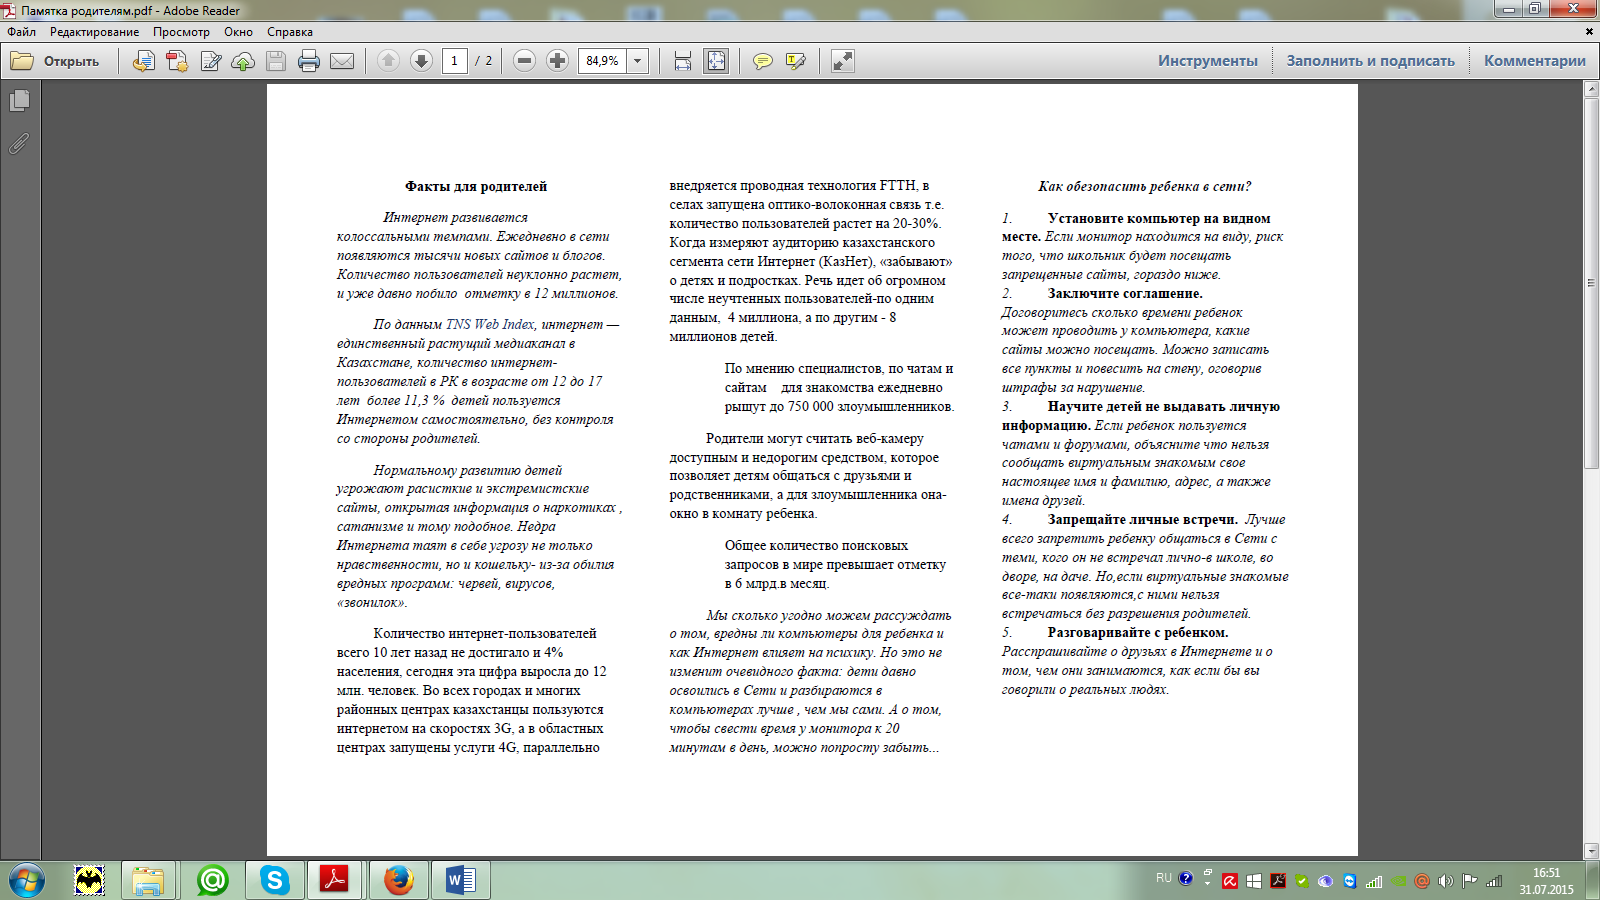 Памятка родителям.pdf - Adobe Reader
Файл Редактирование Просмотр Окно Справка
Открыть 1 / 2 84,9% Инструменты Заполнить и подписать Комментарии
Факты для родителей
Интернет развивается
колоссальными темпами. Ежедневно в сети
появляются тысячи новых сайтов и блогов.
Количество пользователей неуклонно растет,
и уже давно побило отметку в 12 миллионов.
По данным TNS Web Index, интернет —
единственный растущий медиаканал в
Казахстане, количество интернет-
пользователей в РК в возрасте от 12 до 17
лет более 11,3 % детей пользуется
Интернетом самостоятельно, без контроля
со стороны родителей.
Нормальному развитию детей
угрожают расисткие и экстремистские
сайты, открытая информация о наркотиках ,
сатанизме и тому подобное. Недра
Интернета таят в себе угрозу не только
нравственности, но и кошельку- из-за обилия
вредных программ: червей, вирусов,
«звонилок».
Количество интернет-пользователей
всего 10 лет назад не достигало и 4%
населения, сегодня эта цифра выросла до 12
млн. человек. Во всех городах и многих
районных центрах казахстанцы пользуются
интернетом на скоростях 3G, а в областных
центрах запущены услуги 4G, параллельно
внедряется проводная технология FTTH, в
селах запущена оптико-волоконная связь т.е.
количество пользователей растет на 20-30%.
Когда измеряют аудиторию казахстанского
сегмента сети Интернет (КазНет), «забывают»
о детях и подростках. Речь идет об огромном
числе неучтенных пользователей-по одним
данным, 4 миллиона, а по другим - 8
миллионов детей.
По мнению специалистов, по чатам и
сайтам для знакомства ежедневно
рыщут до 750 000 злоумышленников.
Родители могут считать веб-камеру
доступным и недорогим средством, которое
позволяет детям общаться с друзьями и
родственниками, а для злоумышленника она-
окно в комнату ребенка.
Общее количество поисковых
запросов в мире превышает отметку
в 6 млрд.в месяц.
Мы сколько угодно можем рассуждать
о том, вредны ли компьютеры для ребенка и
как Интернет влияет на психику. Но это не
изменит очевидного факта: дети давно
освоились в Сети и разбираются в
компьютерах лучше , чем мы сами. А о том,
чтобы свести время у монитора к 20
минутам в день, можно попросту забыть...
Как обезопасить ребенка в сети?
1. Установите компьютер на видном
месте. Если монитор находится на виду, риск
того, что школьник будет посещать
запрещенные сайты, гораздо ниже.
2. Заключите соглашение.
Договоритесь сколько времени ребенок
может проводить у компьютера, какие
сайты можно посещать. Можно записать
все пункты и повесить на стену, оговорив
штрафы за нарушение.
3. Научите детей не выдавать личную
информацию. Если ребенок пользуется
чатами и форумами, объясните что нельзя
сообщать виртуальным знакомым свое
настоящее имя и фамилию, адрес, а также
имена друзей.
4. Запрещайте личные встречи. Лучше
всего запретить ребенку общаться в Сети с
теми, кого он не встречал лично-в школе, во
дворе, на даче. Но,если виртуальные знакомые
все-таки появляются,с ними нельзя
встречаться без разрешения родителей.
5. Разговаривайте с ребенком.
Расспрашивайте о друзьях в Интернете и о
том, чем они занимаются, как если бы вы
говорили о реальных людях.
RU 16:51
31.07.2015